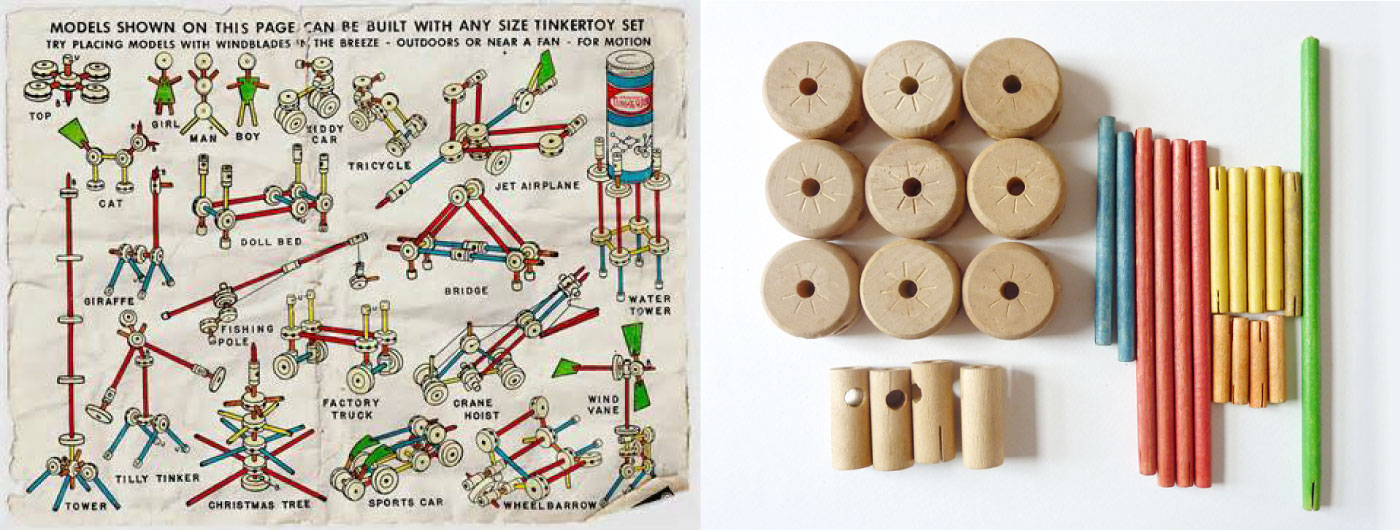 MODELS SHOWN ON THIS PAGE CAN BE BUILT WITH ANY SIZE TINKERTOY SET
TRY PLACING MODELS WITH WINDBLADES IN THE BREEZE - OUTDOORS OR NEAR A FAN - FOR MOTION
TOP
GIRL
MAN
BOY
KIDDY
CAR
TRICYCLE
JET AIRPLANE
TINKERTOY
CAT
DOLL BED
GIRAFFE
BRIDGE
WATER
TOWER
FISHING
POLE
FACTORY
TRUCK
CRANE
HOIST
WIND
VANE
TILLY TINKER
TOWER
CHRISTMAS TREE
SPORTS CAR
WHEELBARROW